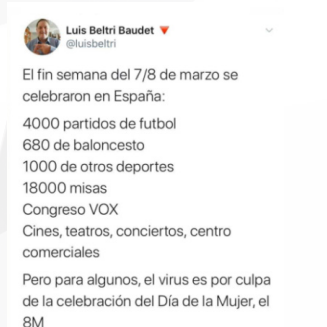 Luis Beltri Baudet
@luisbeltri
El fin semana del 7/8 de marzo se
celebraron en España:
4000 partidos de futbol
680 de baloncesto
1000 de otros deportes
18000 misas
Congreso VOX
Cines, teatros, conciertos, centro
comerciales
Pero para algunos, el virus es por culpa
de la celebración del Día de la Mujer, el
8M